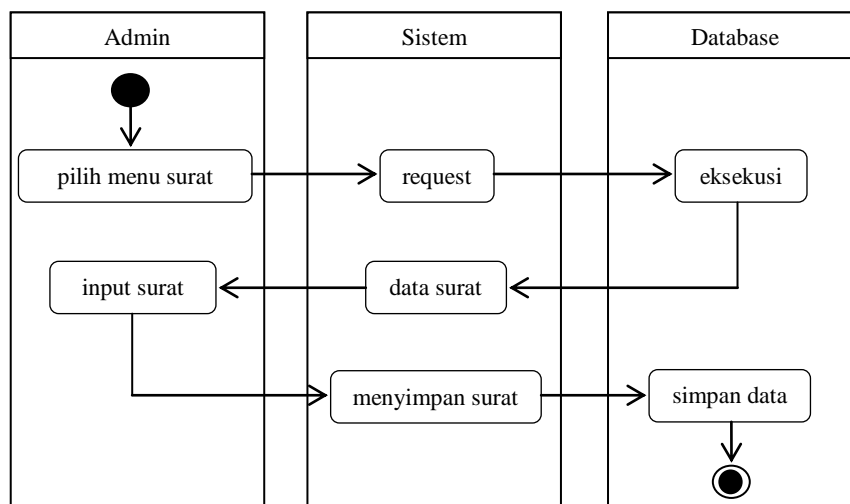 Admin
Sistem
Database
pilih menu surat
request
eksekusi
input surat
data surat
menyimpan surat
simpan data